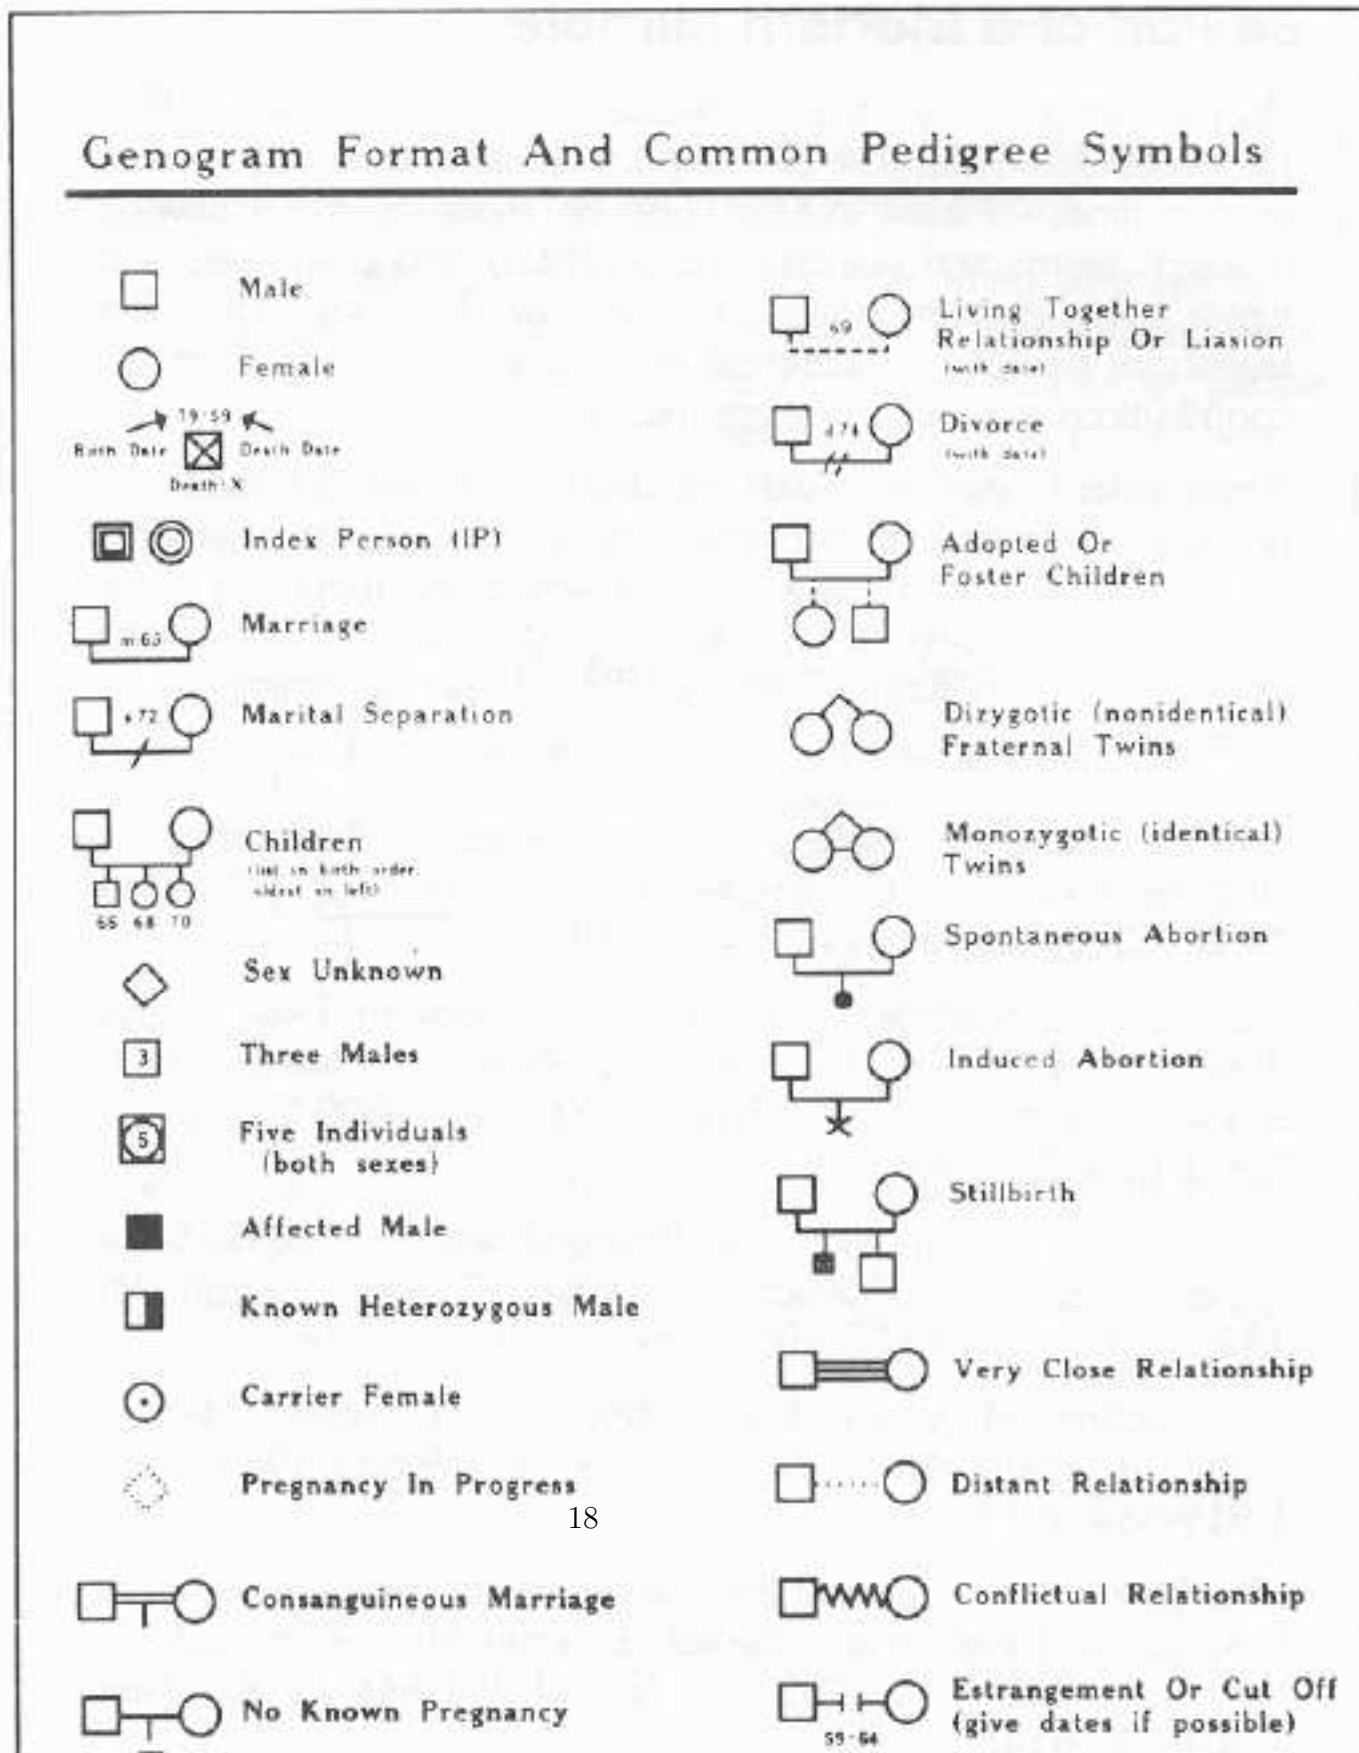 Genogram Format And Common Pedigree Symbols
Male
Female
19-59
Birth Date
Death Date
Death-X
Index Person (IP)
m.63
Marriage
s.72
Marital Separation
Children
(list in birth order,
oldest on left)
68 70
Sex Unknown
3
Three Males
5
Five Individuals
(both sexes)
Affected Male
Known Heterozygous Male
Carrier Female
Pregnancy In Progress
18
Consanguineous Marriage
No Known Pregnancy
69
Living Together
Relationship Or Liasion
(with date)
d.74
Divorce
(with date)
Adopted Or
Foster Children
Dizygotic (nonidentical)
Fraternal Twins
Monozygotic (identical)
Twins
Spontaneous Abortion
Induced Abortion
Stillbirth
Very Close Relationship
Distant Relationship
Conflictual Relationship
Estrangement Or Cut Off
(give dates if possible)
59-64